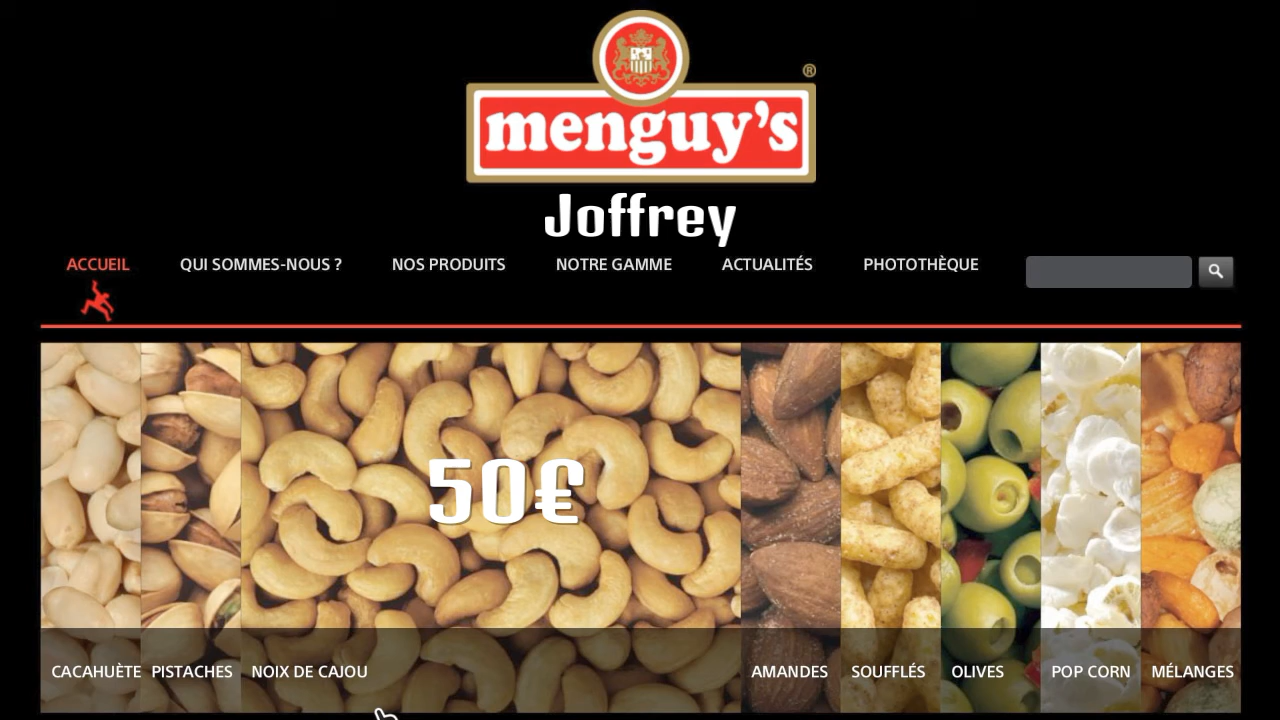 ®
menguy's
Joffrey
ACCUEIL QUI SOMMES-NOUS ? NOS PRODUITS NOTRE GAMME ACTUALITÉS PHOTOTHÈQUE
50€
CACAHUÈTE PISTACHES NOIX DE CAJOU AMANDES SOUFFLÉS OLIVES POP CORN MÉLANGES